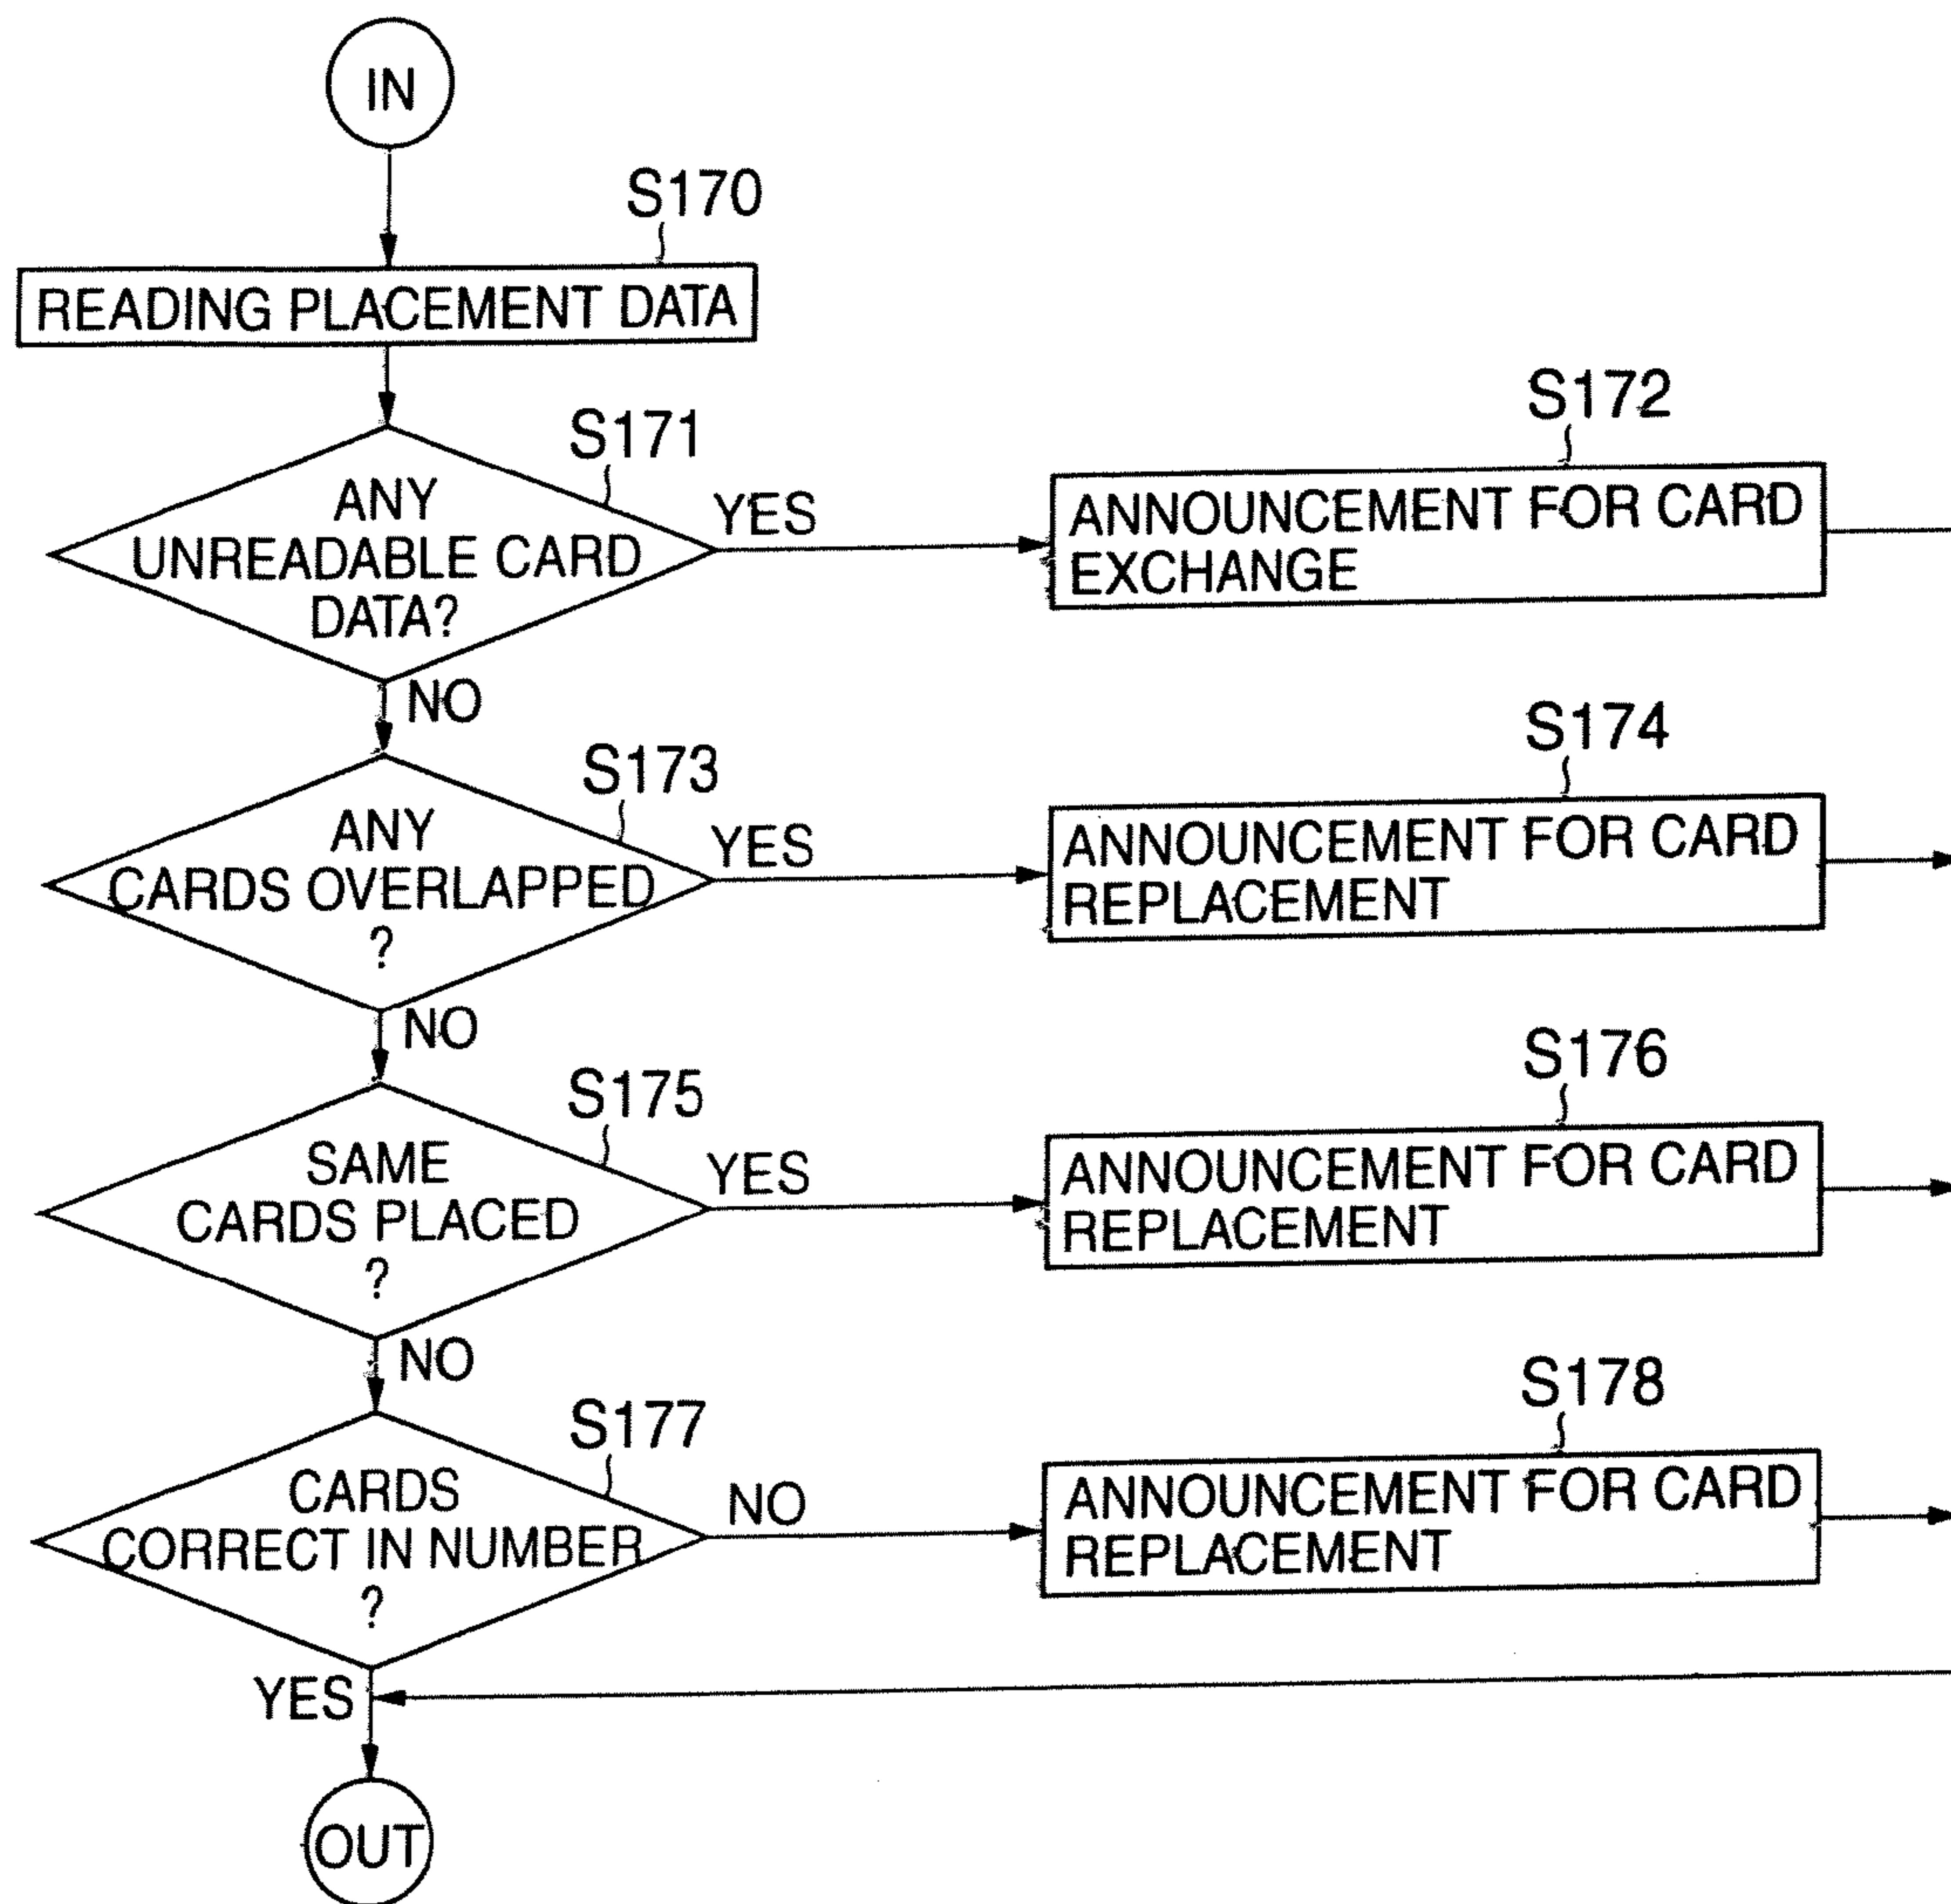 IN
S170
READING PLACEMENT DATA
S171
ANY
UNREADABLE CARD
DATA?
YES
S172
ANNOUNCEMENT FOR CARD
EXCHANGE
NO
S173
ANY
CARDS OVERLAPPED
?
YES
S174
ANNOUNCEMENT FOR CARD
REPLACEMENT
NO
S175
SAME
CARDS PLACED
?
YES
S176
ANNOUNCEMENT FOR CARD
REPLACEMENT
NO
S177
CARDS
CORRECT IN NUMBER
?
NO
S178
ANNOUNCEMENT FOR CARD
REPLACEMENT
YES
OUT